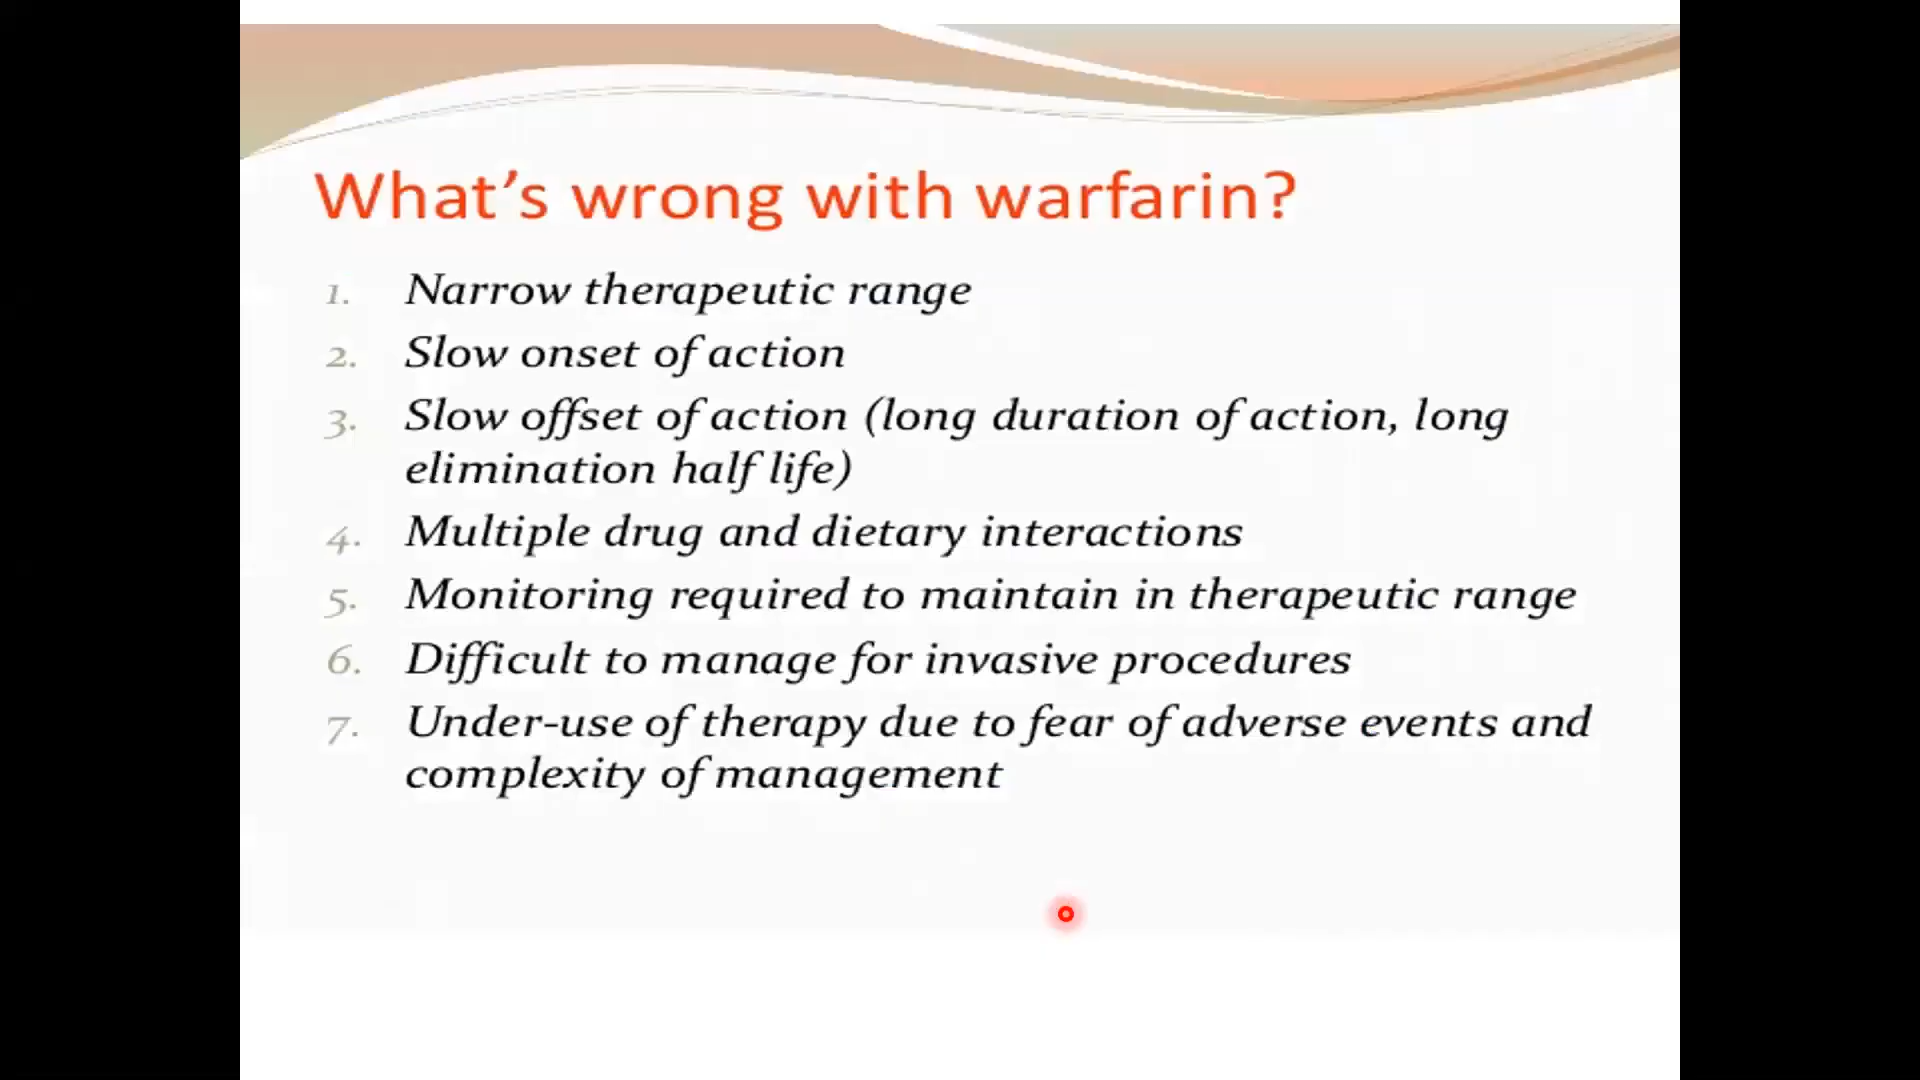 What’s wrong with warfarin?
1. Narrow therapeutic range
2. Slow onset of action
3. Slow offset of action (long duration of action, long
elimination half life)
4. Multiple drug and dietary interactions
5. Monitoring required to maintain in therapeutic range
6. Difficult to manage for invasive procedures
7. Under-use of therapy due to fear of adverse events and
complexity of management